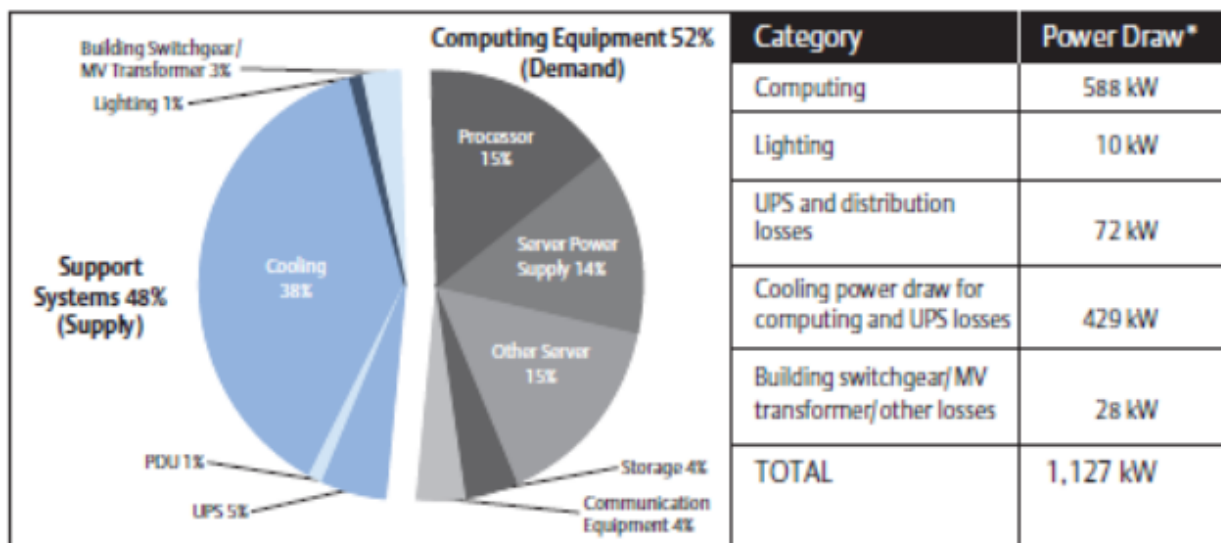 Building Switchgear/
MV Transformer 3%
Lighting 1%
Computing Equipment 52%
(Demand)
Processor
15%
Server Power
Supply 14%
Cooling
38%
Support
Systems 48%
(Supply)
Other Server
15%
PDU 1%
UPS 5%
Storage 4%
Communication
Equipment 4%
Category Power Draw*
Computing 588 kW
Lighting 10 kW
UPS and distribution
losses 72 kW
Cooling power draw for
computing and UPS losses 429 kW
Building switchgear/MV
transformer/other losses 28 kW
TOTAL 1,127 kW